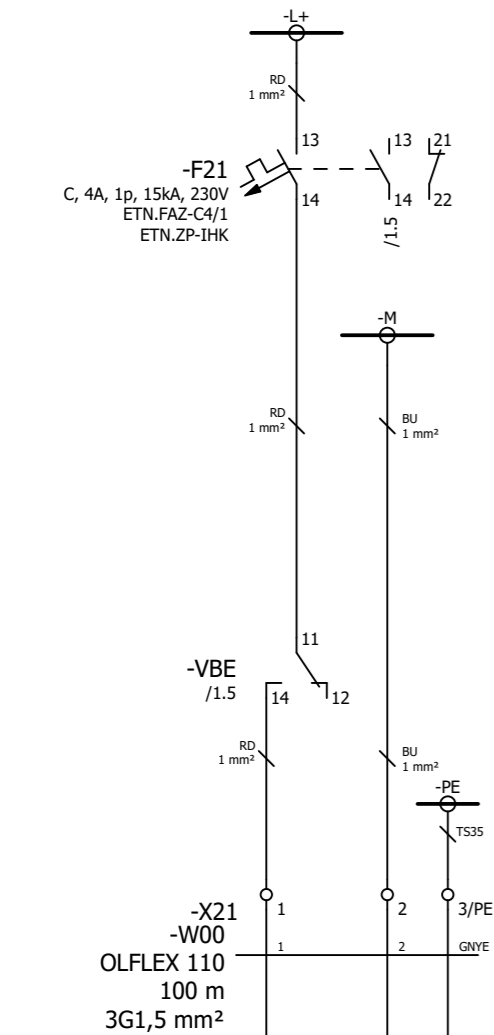 -L+
RD
1 mm²
13
13
21
-F21
C, 4A, 1p, 15kA, 230V
14
14
22
ETN.FAZ-C4/1
ETN.ZP-IHK
/1.5
-M
RD
1 mm²
BU
1 mm²
11
-VBE
/1.5
14
12
RD
1 mm²
BU
1 mm²
-PE
TS35
-X21
1
2
3/PE
-W00
1
2
GNYE
OLFLEX 110
100 m
3G1,5 mm²